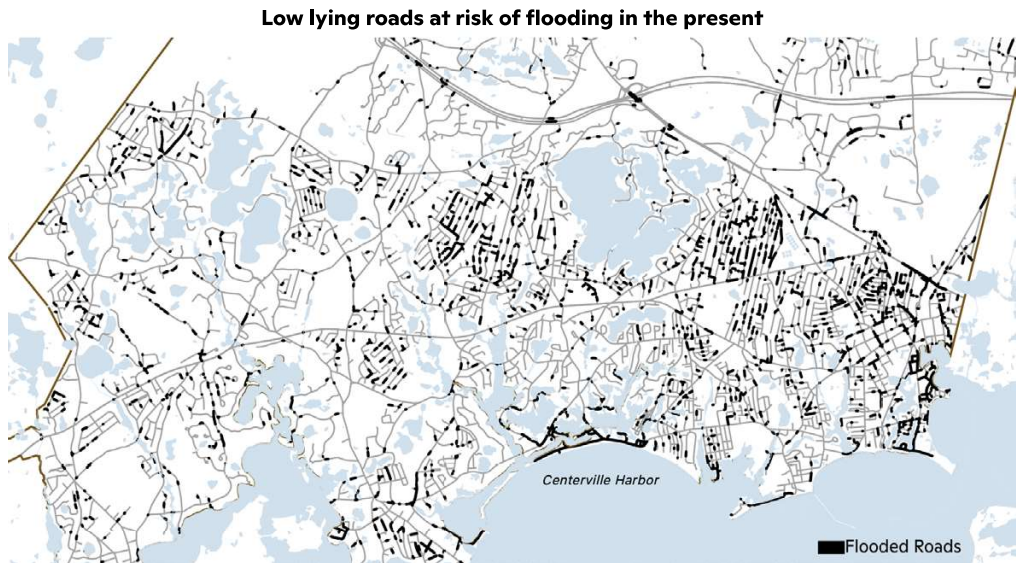 Low lying roads at risk of flooding in the present
Centerville Harbor
Flooded Roads